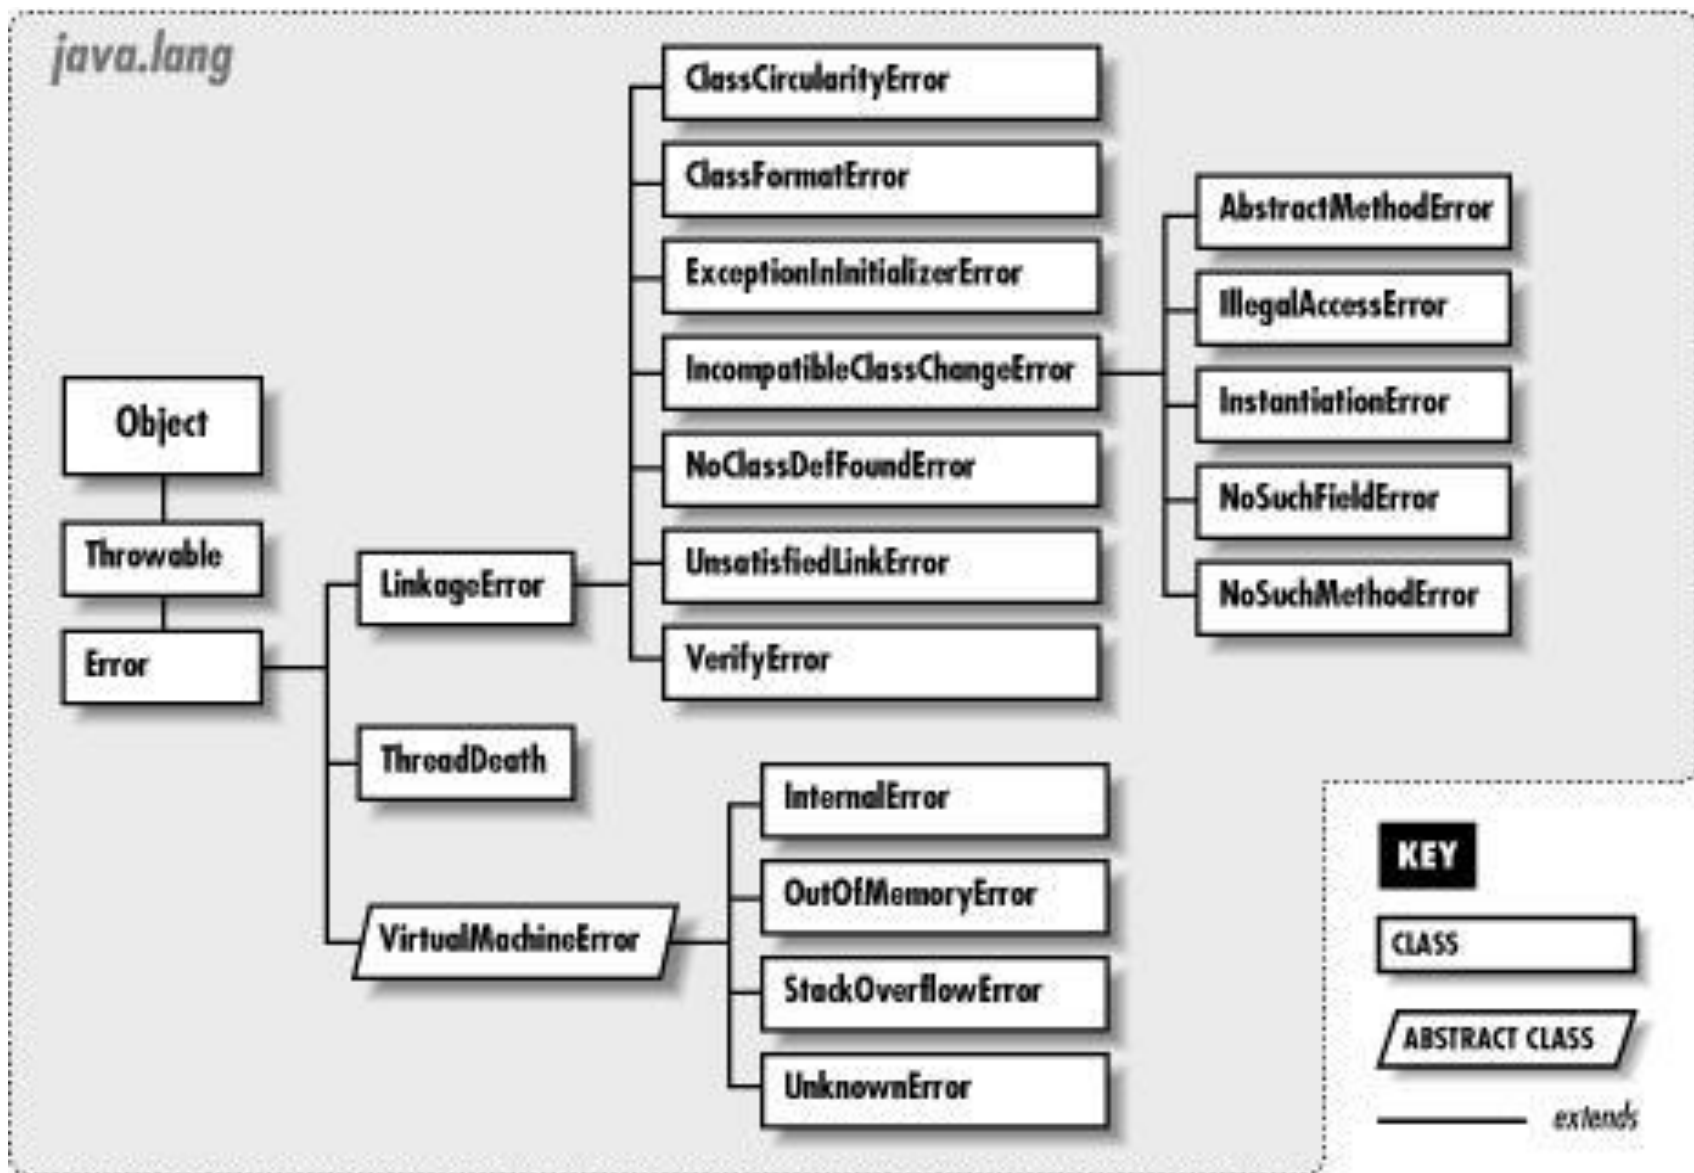 java.lang
Object
Throwable
Error
LinkageError
ThreadDeath
VirtualMachineError
ClassCircularityError
ClassFormatError
ExceptionInInitializerError
IncompatibleClassChangeError
NoClassDefFoundError
UnsatisfiedLinkError
VerifyError
AbstractMethodError
IllegalAccessError
InstantiationError
NoSuchFieldError
NoSuchMethodError
InternalError
OutOfMemoryError
StackOverflowError
UnknownError
KEY
CLASS
ABSTRACT CLASS
extends